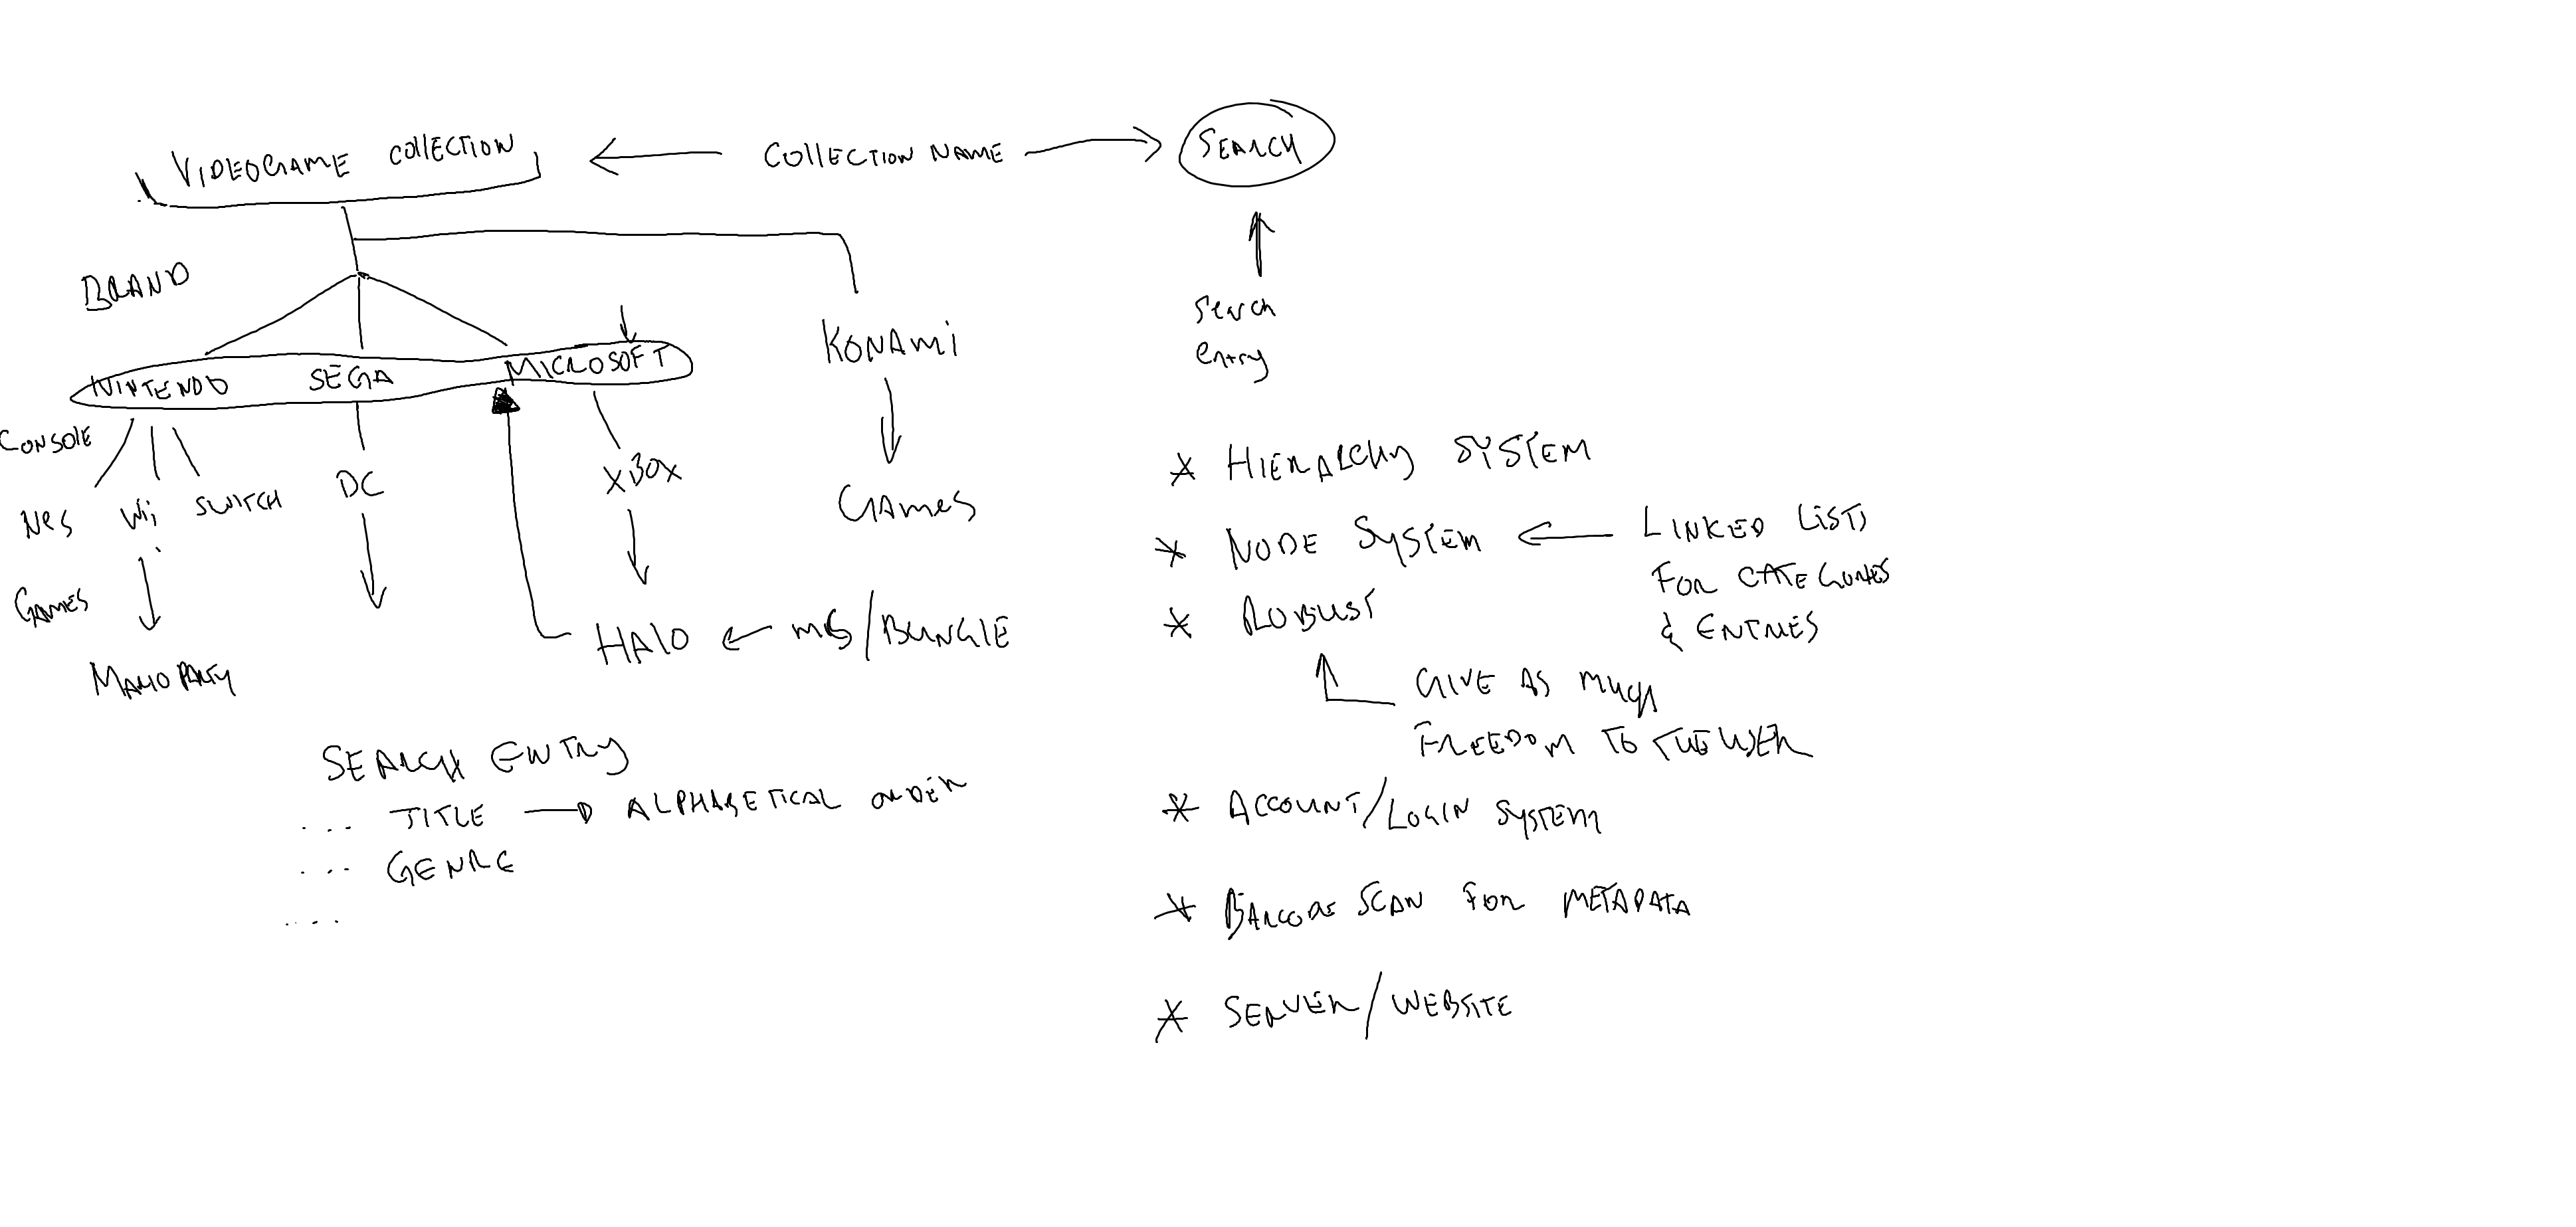 VIDEOGAME COLLECTION
COLLECTION NAME
SEARCH
BRAND
Search
entry
NINTENDO SEGA MICROSOFT
KONAMI
CONSOLE
NES Wii SWITCH
DC
XBOX
GAMES
GAMES
MARIO PARTY
HALO
MS/BUNGIE
SEARCH ENTRY
... TITLE ALPHABETICAL ORDER
... GENRE
....
* HIERARCHY SYSTEM
* NODE SYSTEM
LINKED LISTS
FOR CATEGORIES
& ENTRIES
* ROBUST
GIVE AS MUCH
FREEDOM TO THE USER
* ACCOUNT/LOGIN SYSTEM
* BARCODE SCAN FOR METADATA
* SERVER/WEBSITE